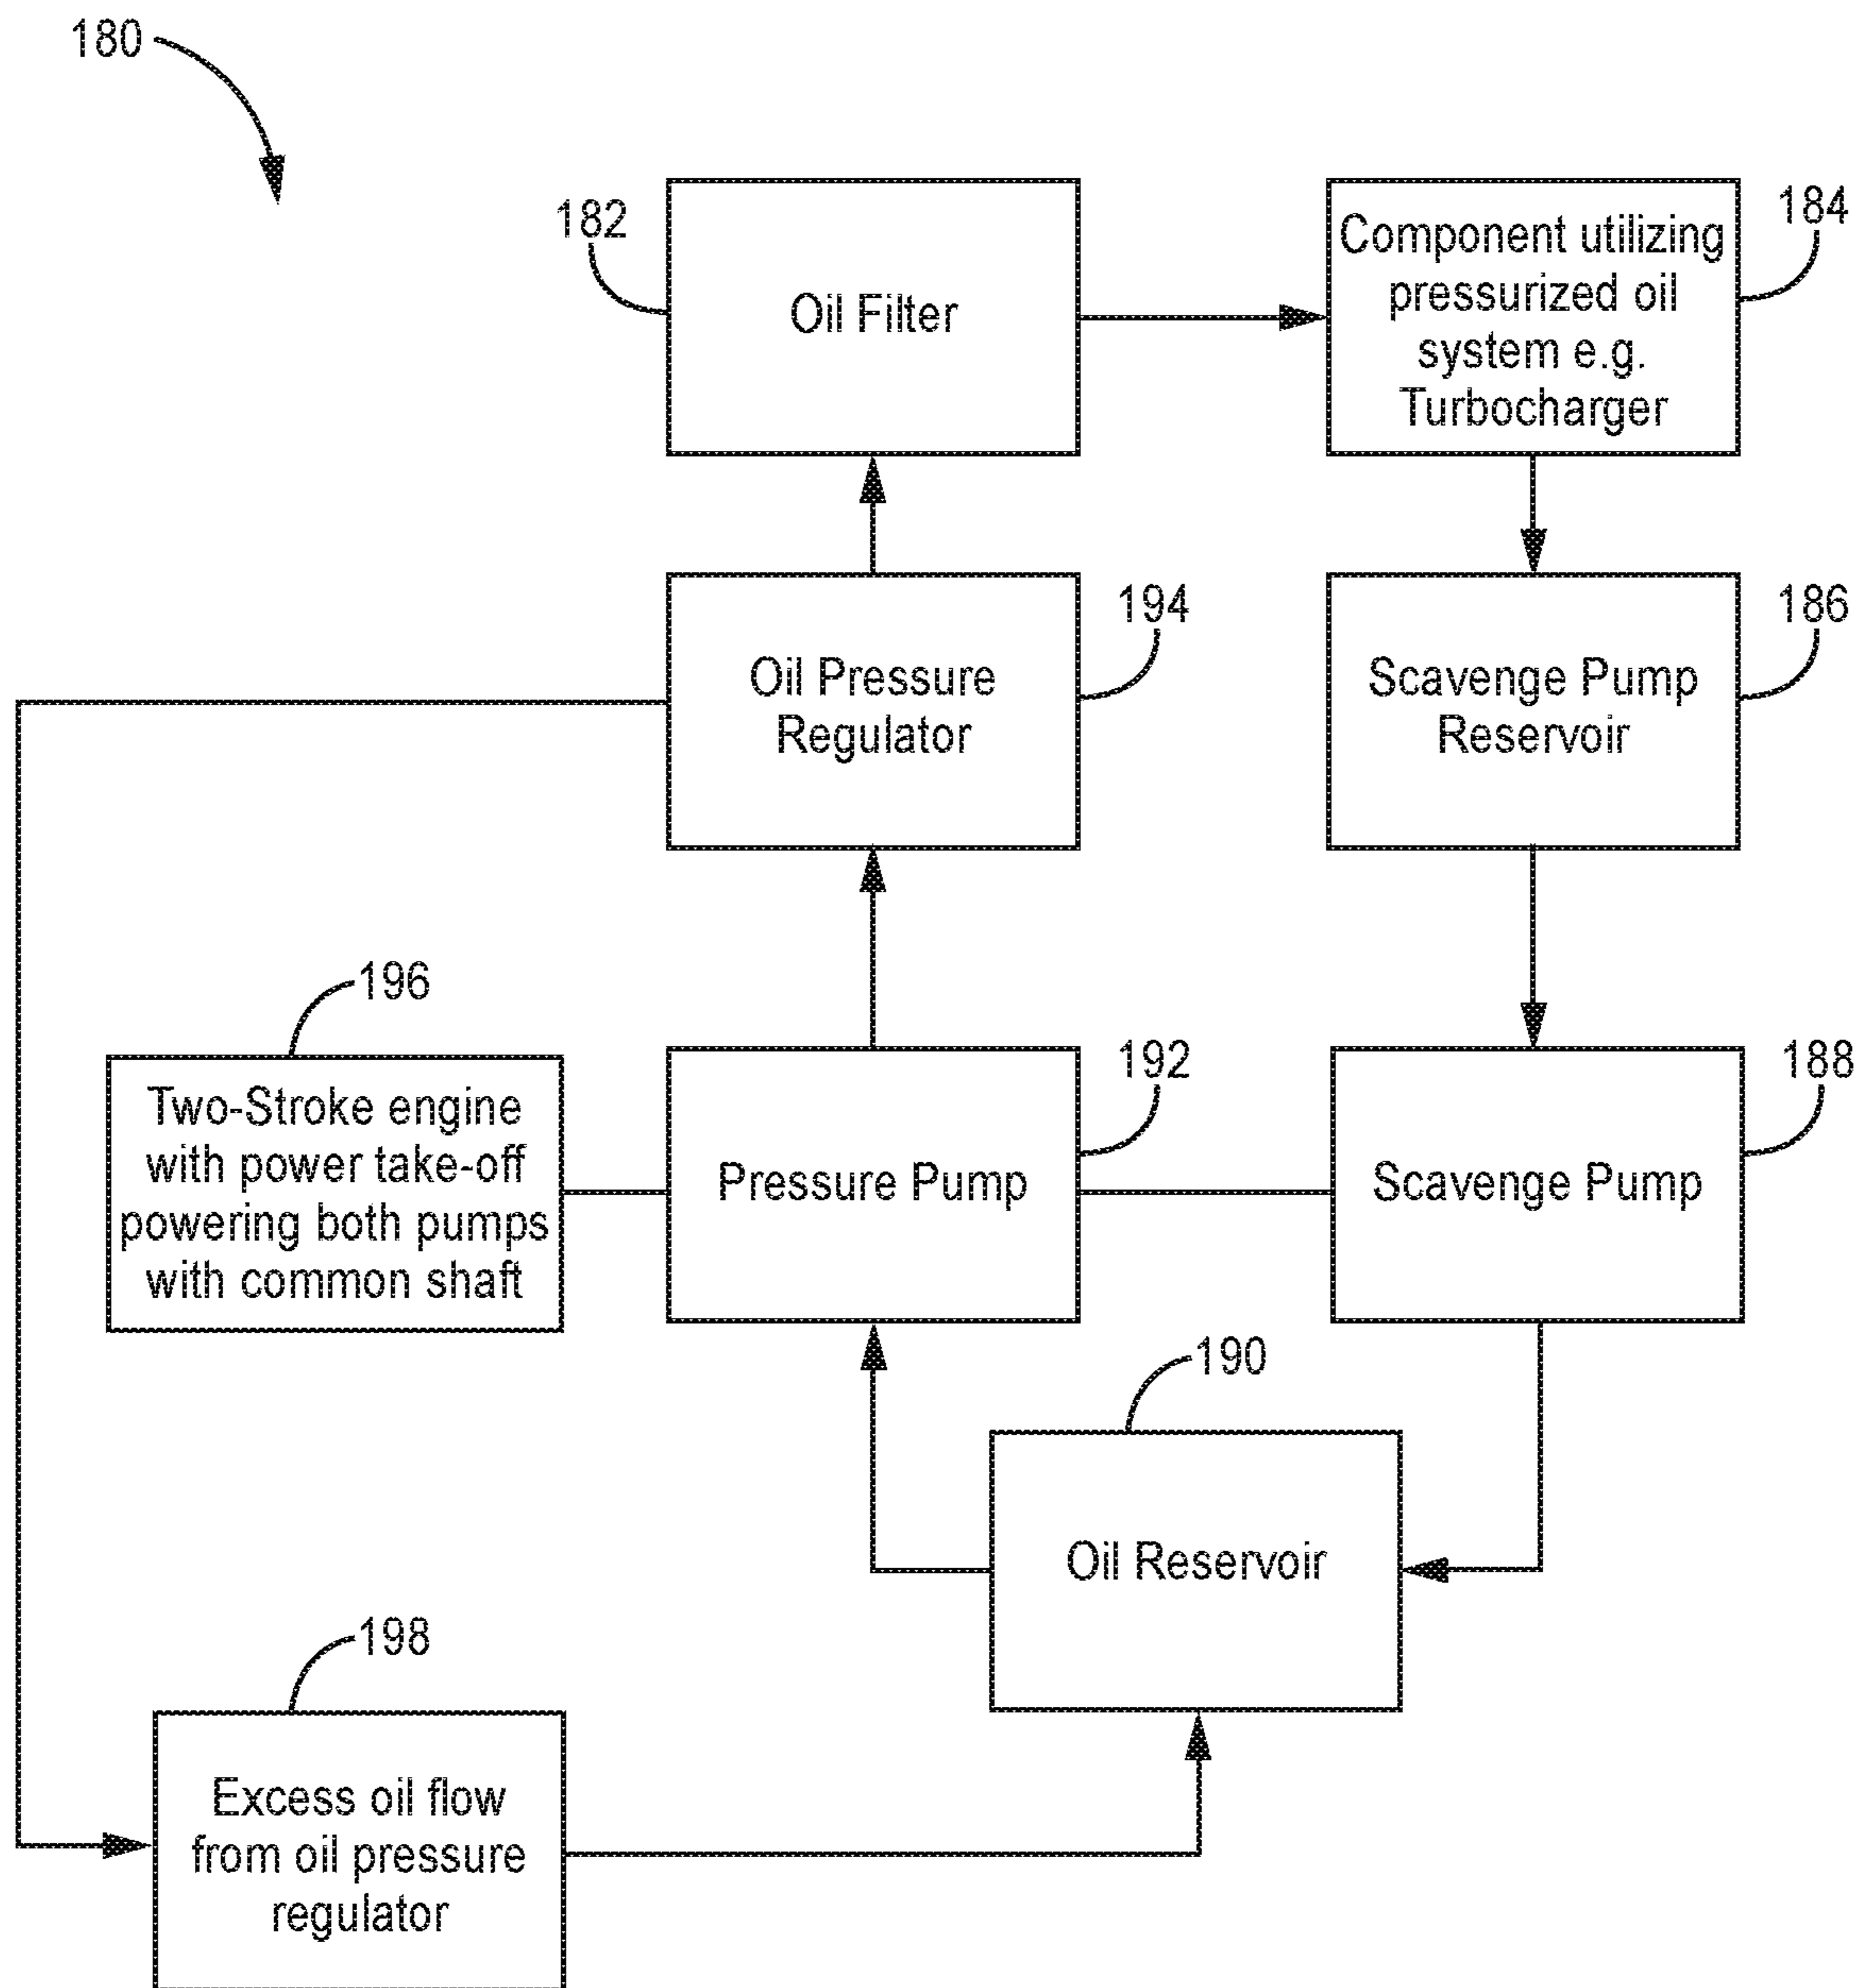 180
182
Oil Filter
184
Component utilizing
pressurized oil
system e.g.
Turbocharger
194
Oil Pressure
Regulator
186
Scavenge Pump
Reservoir
196
Two-Stroke engine
with power take-off
powering both pumps
with common shaft
192
Pressure Pump
188
Scavenge Pump
190
Oil Reservoir
198
Excess oil flow
from oil pressure
regulator